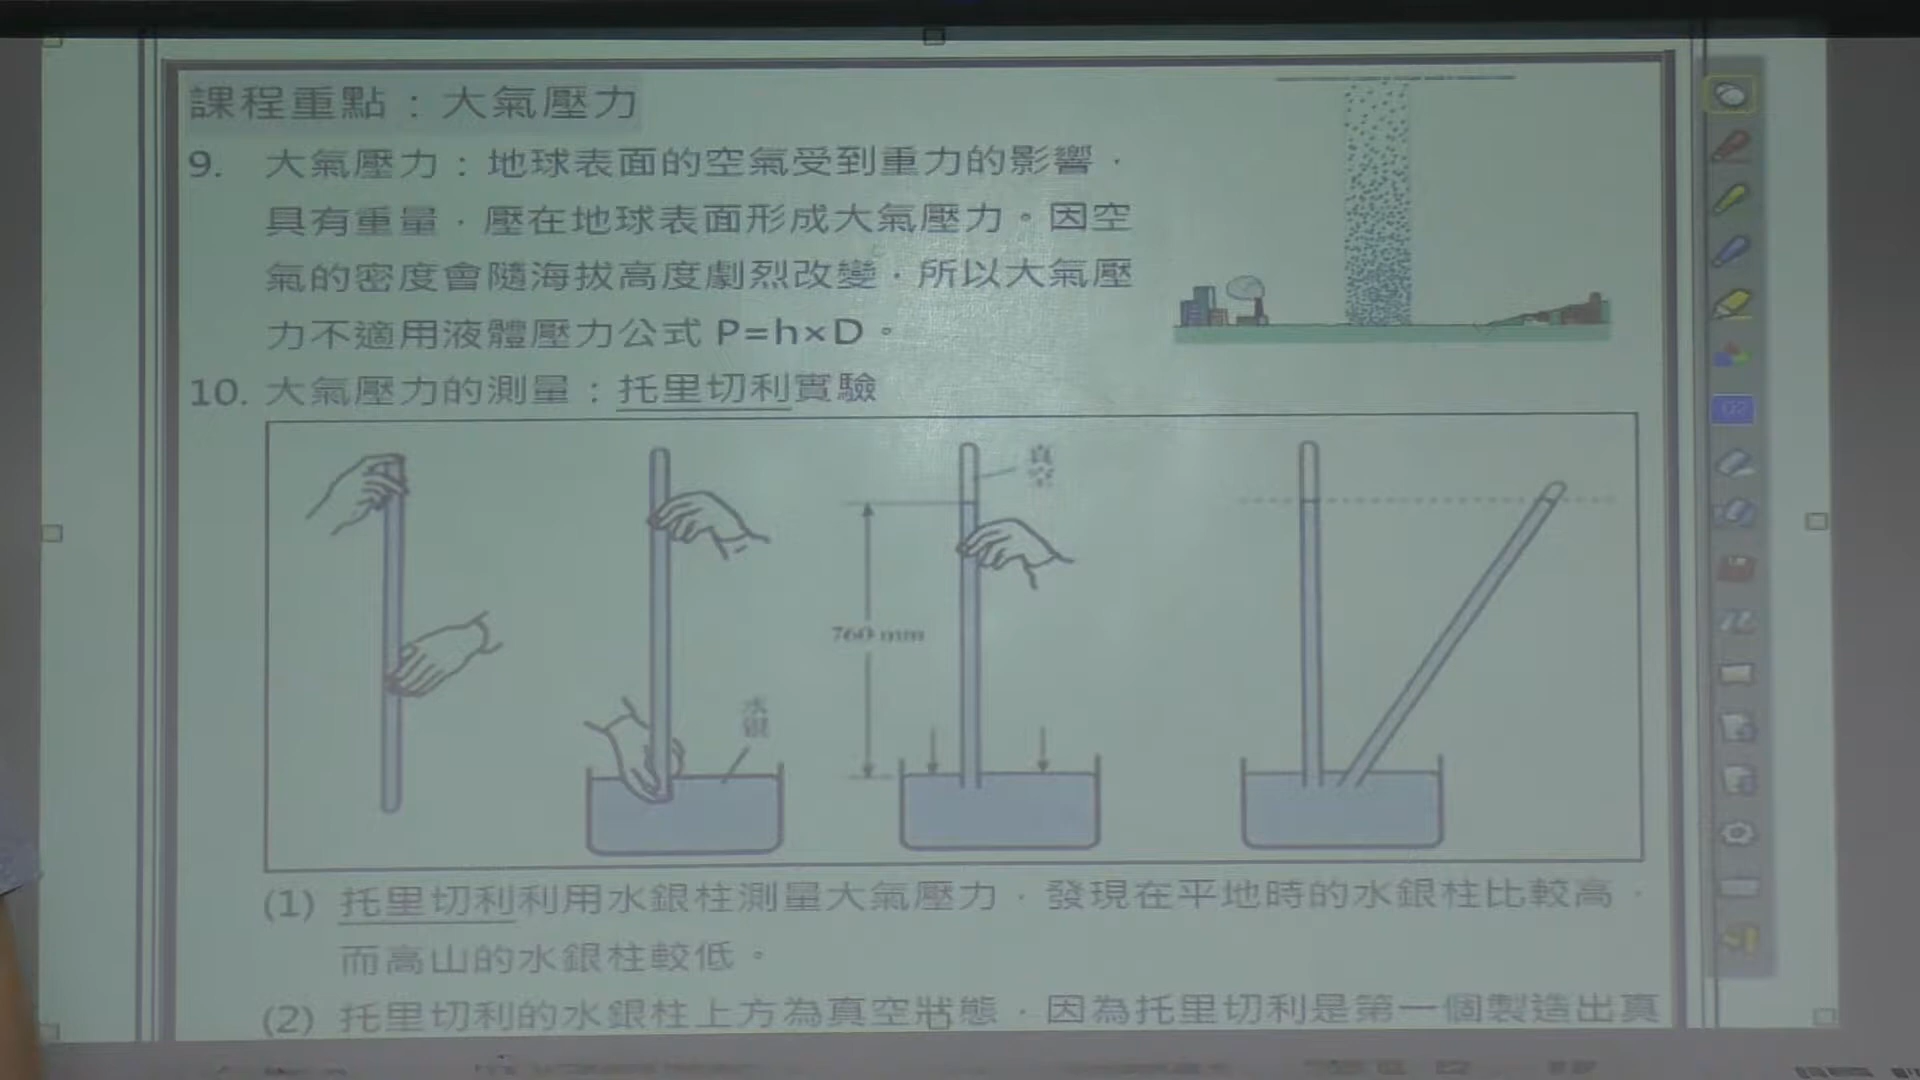 課程重點：大氣壓力
9. 大氣壓力：地球表面的空氣受到重力的影響，
具有重量，壓在地球表面形成大氣壓力。因空
氣的密度會隨海拔高度劇烈改變，所以大氣壓
力不適用液體壓力公式 P=h×D。
10. 大氣壓力的測量：托里切利實驗
真空
760 mm
水銀
(1) 托里切利利用水銀柱測量大氣壓力，發現在平地時的水銀柱比較高，
而高山的水銀柱較低。
(2) 托里切利的水銀柱上方為真空狀態，因為托里切利是第一個製造出真